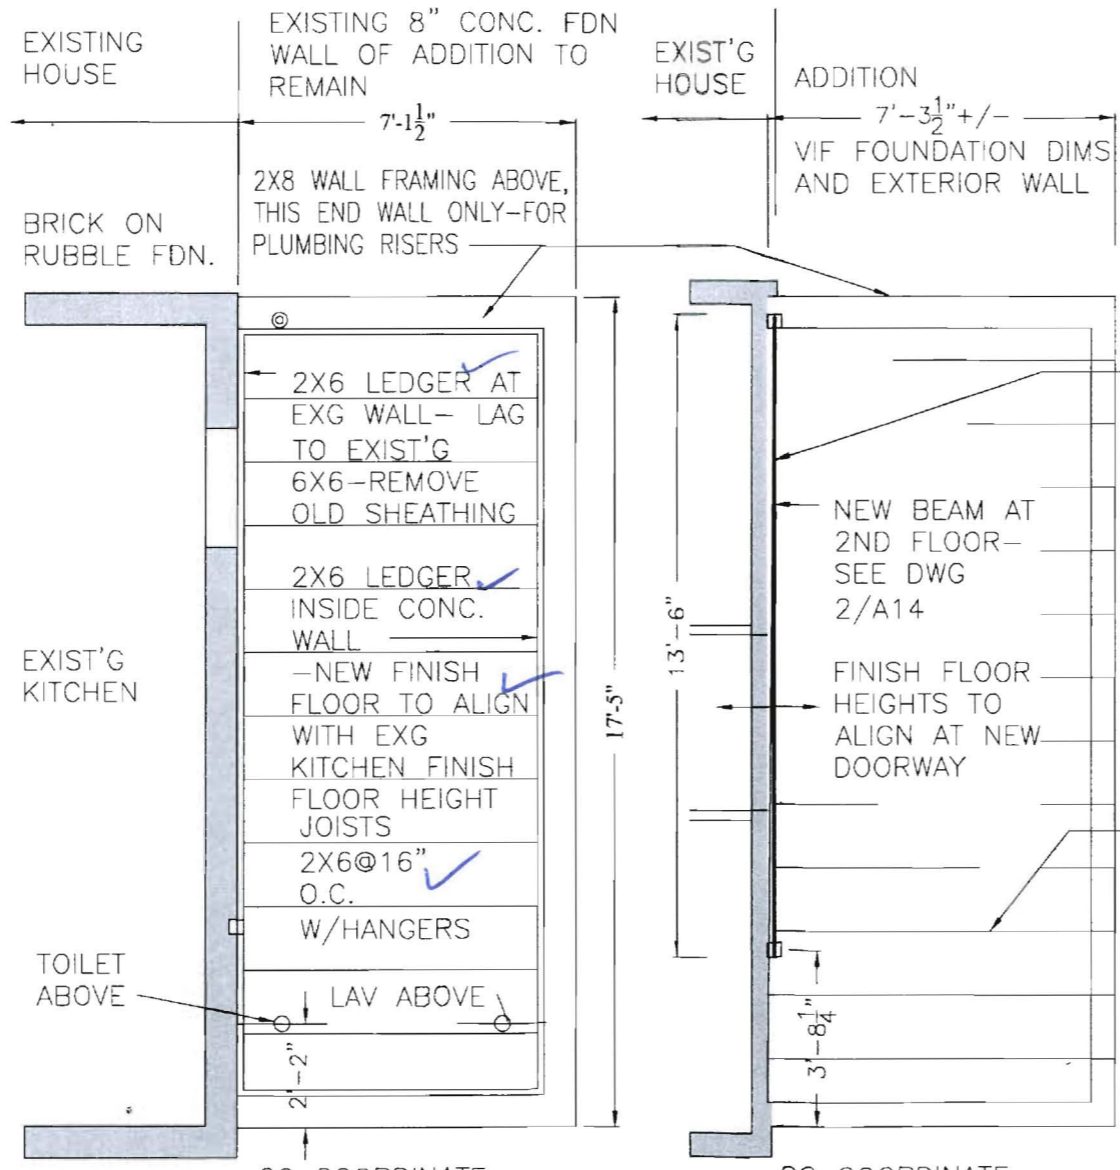 EXISTING
HOUSE
EXISTING 8" CONC. FDN
WALL OF ADDITION TO
REMAIN
7'-1½"
EXIST'G
HOUSE
ADDITION
7'-3½"+/-
VIF FOUNDATION DIMS
AND EXTERIOR WALL
2X8 WALL FRAMING ABOVE,
THIS END WALL ONLY-FOR
PLUMBING RISERS
BRICK ON
RUBBLE FDN.
2X6 LEDGER AT
EXG WALL- LAG
TO EXIST'G
6X6-REMOVE
OLD SHEATHING
2X6 LEDGER
INSIDE CONC.
WALL
-NEW FINISH
FLOOR TO ALIGN
WITH EXG
KITCHEN FINISH
FLOOR HEIGHT
JOISTS
2X6@16"
O.C.
W/HANGERS
EXIST'G
KITCHEN
TOILET
ABOVE
LAV ABOVE
2'-2"
17'-5"
13'-6"
NEW BEAM AT
2ND FLOOR-
SEE DWG
2/A14
FINISH FLOOR
HEIGHTS TO
ALIGN AT NEW
DOORWAY
3'-8¼"
COORDINATE
COORDINATE